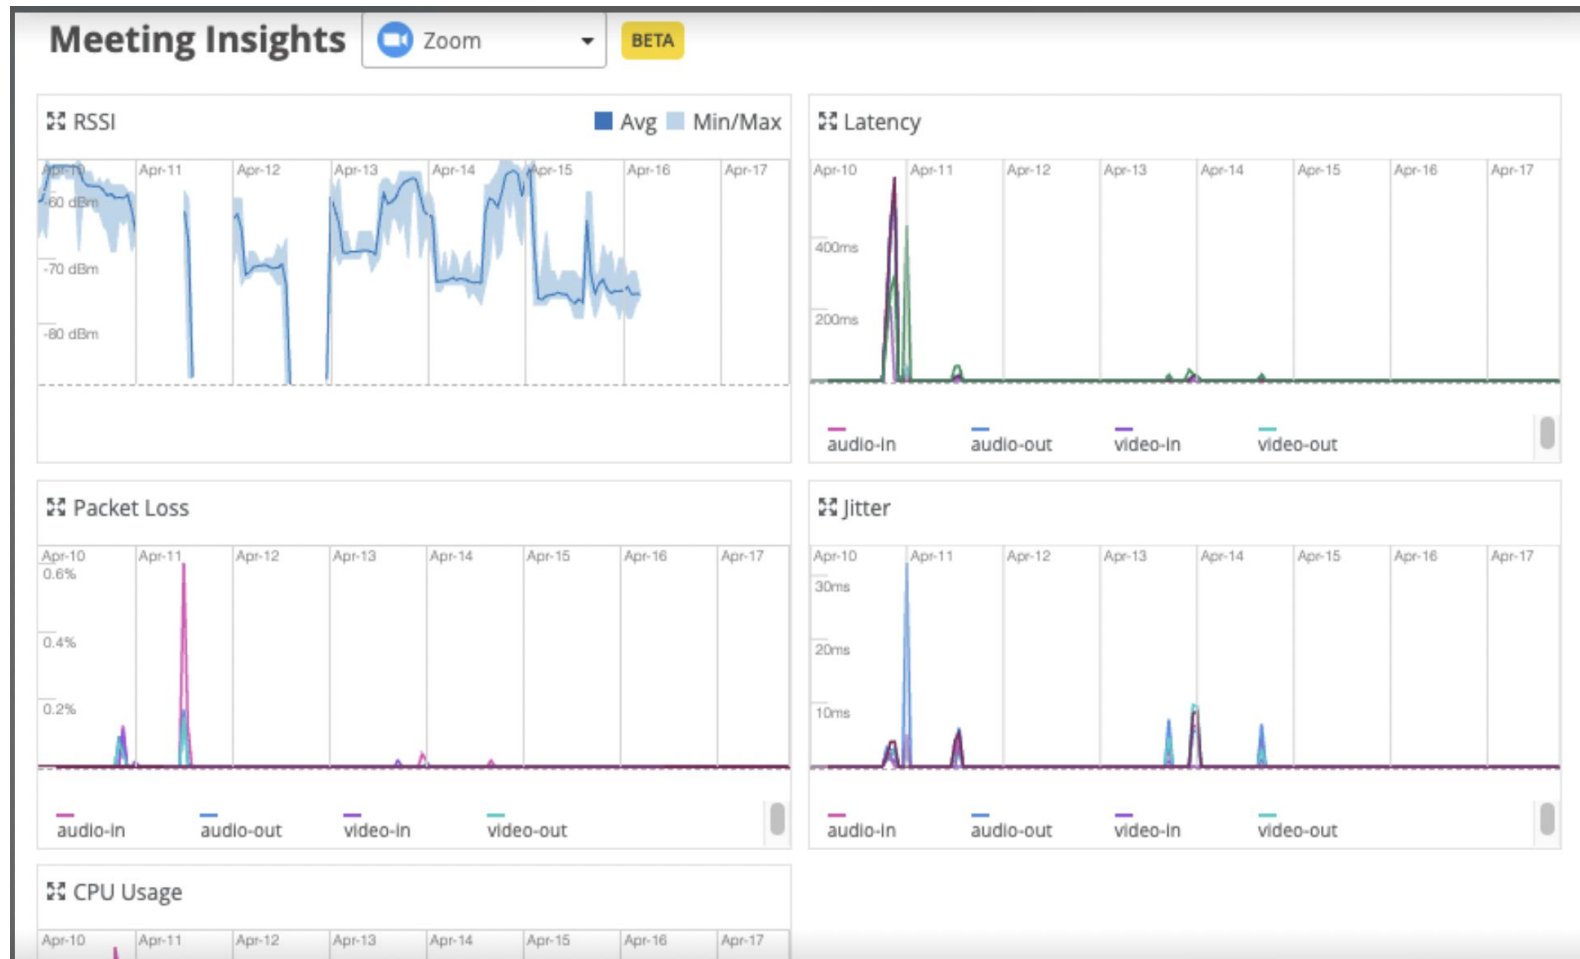 Meeting Insights Zoom BETA
RSSI Avg Min/Max
Apr-10 Apr-11 Apr-12 Apr-13 Apr-14 Apr-15 Apr-16 Apr-17
-60 dBm
-70 dBm
-80 dBm
Latency
Apr-10 Apr-11 Apr-12 Apr-13 Apr-14 Apr-15 Apr-16 Apr-17
400ms
200ms
audio-in audio-out video-in video-out
Packet Loss
Apr-10 Apr-11 Apr-12 Apr-13 Apr-14 Apr-15 Apr-16 Apr-17
0.6%
0.4%
0.2%
audio-in audio-out video-in video-out
Jitter
Apr-10 Apr-11 Apr-12 Apr-13 Apr-14 Apr-15 Apr-16 Apr-17
30ms
20ms
10ms
audio-in audio-out video-in video-out
CPU Usage
Apr-10 Apr-11 Apr-12 Apr-13 Apr-14 Apr-15 Apr-16 Apr-17